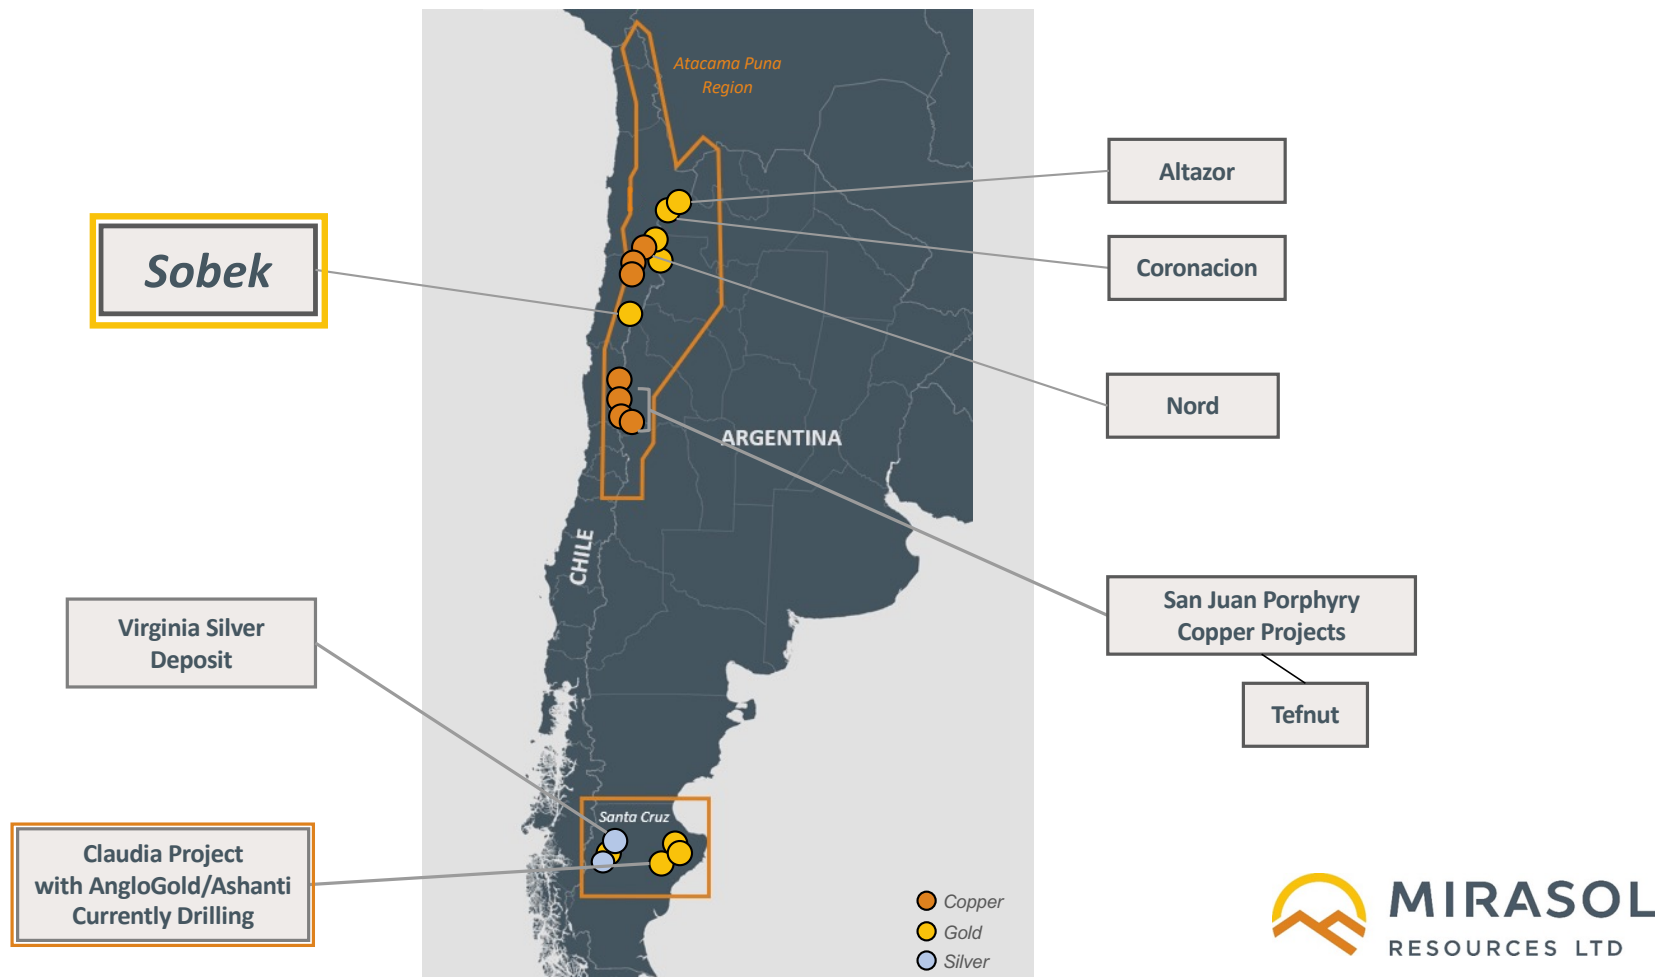 Atacama Puna
Region
Altazor
Sobek
Coronacion
Nord
ARGENTINA
CHILE
San Juan Porphyry
Copper Projects
Virginia Silver
Deposit
Tefnut
Santa Cruz
Claudia Project
with AngloGold/Ashanti
Currently Drilling
Copper
Gold
Silver
MIRASOL
RESOURCES LTD